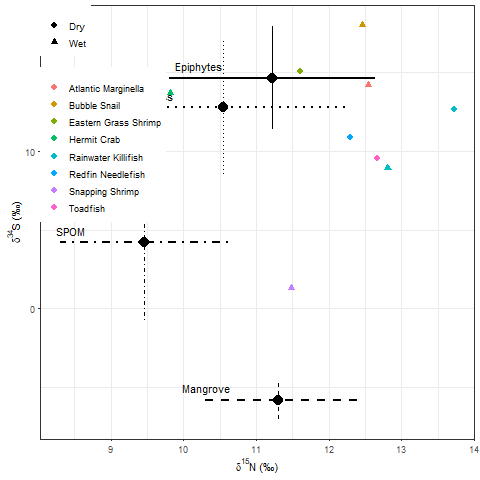 Dry
Wet
Epiphytes
s
Atlantic Marginella
Bubble Snail
Eastern Grass Shrimp
Hermit Crab
Rainwater Killifish
Redfin Needlefish
Snapping Shrimp
Toadfish
10
SPOM
0
Mangrove
δ³⁴S (‰)
9 10 11 12 13 14
δ¹⁵N (‰)